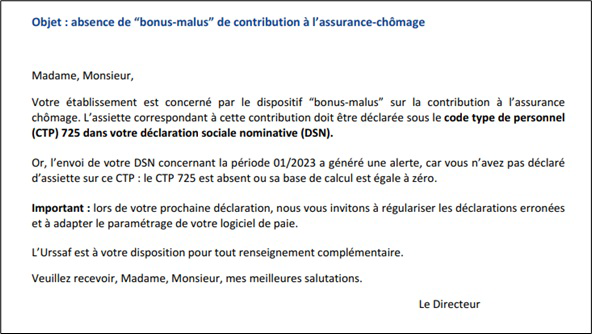 Objet : absence de “bonus-malus” de contribution à l’assurance-chômage
Madame, Monsieur,
Votre établissement est concerné par le dispositif “bonus-malus” sur la contribution à l’assurance
chômage. L’assiette correspondant à cette contribution doit être déclarée sous le code type de personnel
(CTP) 725 dans votre déclaration sociale nominative (DSN).
Or, l’envoi de votre DSN concernant la période 01/2023 a généré une alerte, car vous n’avez pas déclaré
d’assiette sur ce CTP : le CTP 725 est absent ou sa base de calcul est égale à zéro.
Important : lors de votre prochaine déclaration, nous vous invitons à régulariser les déclarations erronées
et à adapter le paramétrage de votre logiciel de paie.
L’Urssaf est à votre disposition pour tout renseignement complémentaire.
Veuillez recevoir, Madame, Monsieur, mes meilleures salutations.
Le Directeur